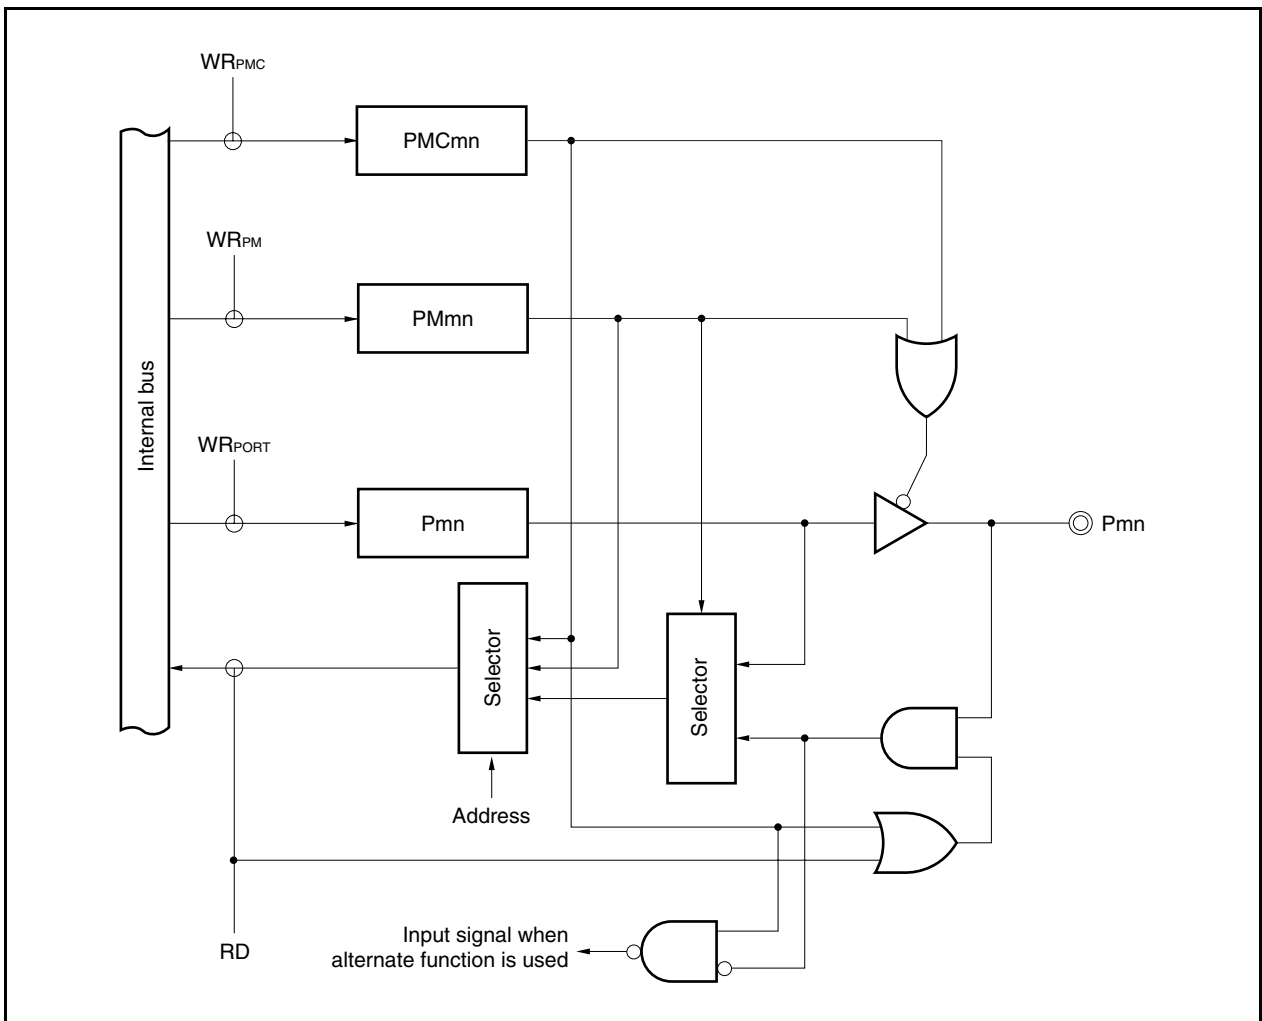 WRPMC
PMCmn
WRPM
PMmn
Internal bus
WRPORT
Pmn
Pmn
Selector
Selector
Address
RD
Input signal when
alternate function is used